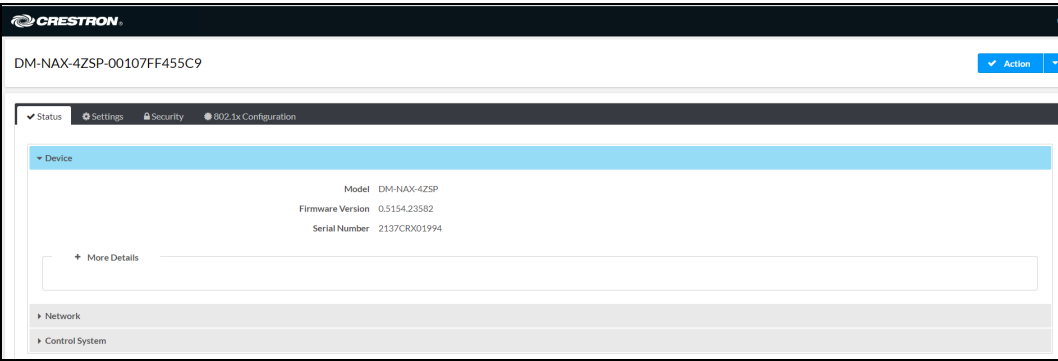 CRESTRON
DM-NAX-4ZSP-00107FF455C9
Action
Status Settings Security 802.1x Configuration
Device
Model DM-NAX-4ZSP
Firmware Version 0.5154.23582
Serial Number 2137CRX01994
+ More Details
Network
Control System